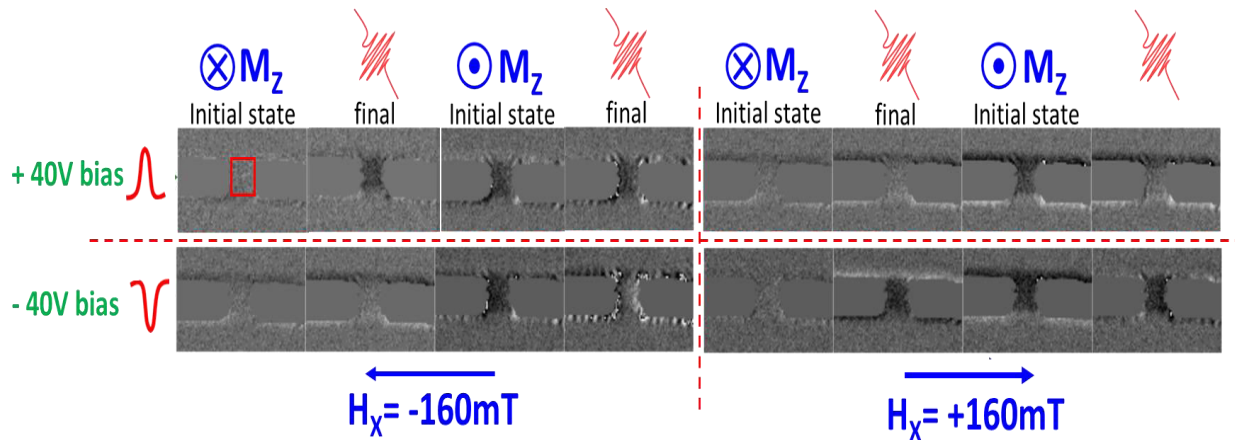 ⊗ M_Z ⊙ M_Z ⊗ M_Z ⊙ M_Z
Initial state final Initial state final Initial state final Initial state
+ 40V bias
- 40V bias
H_X= -160mT H_X= +160mT